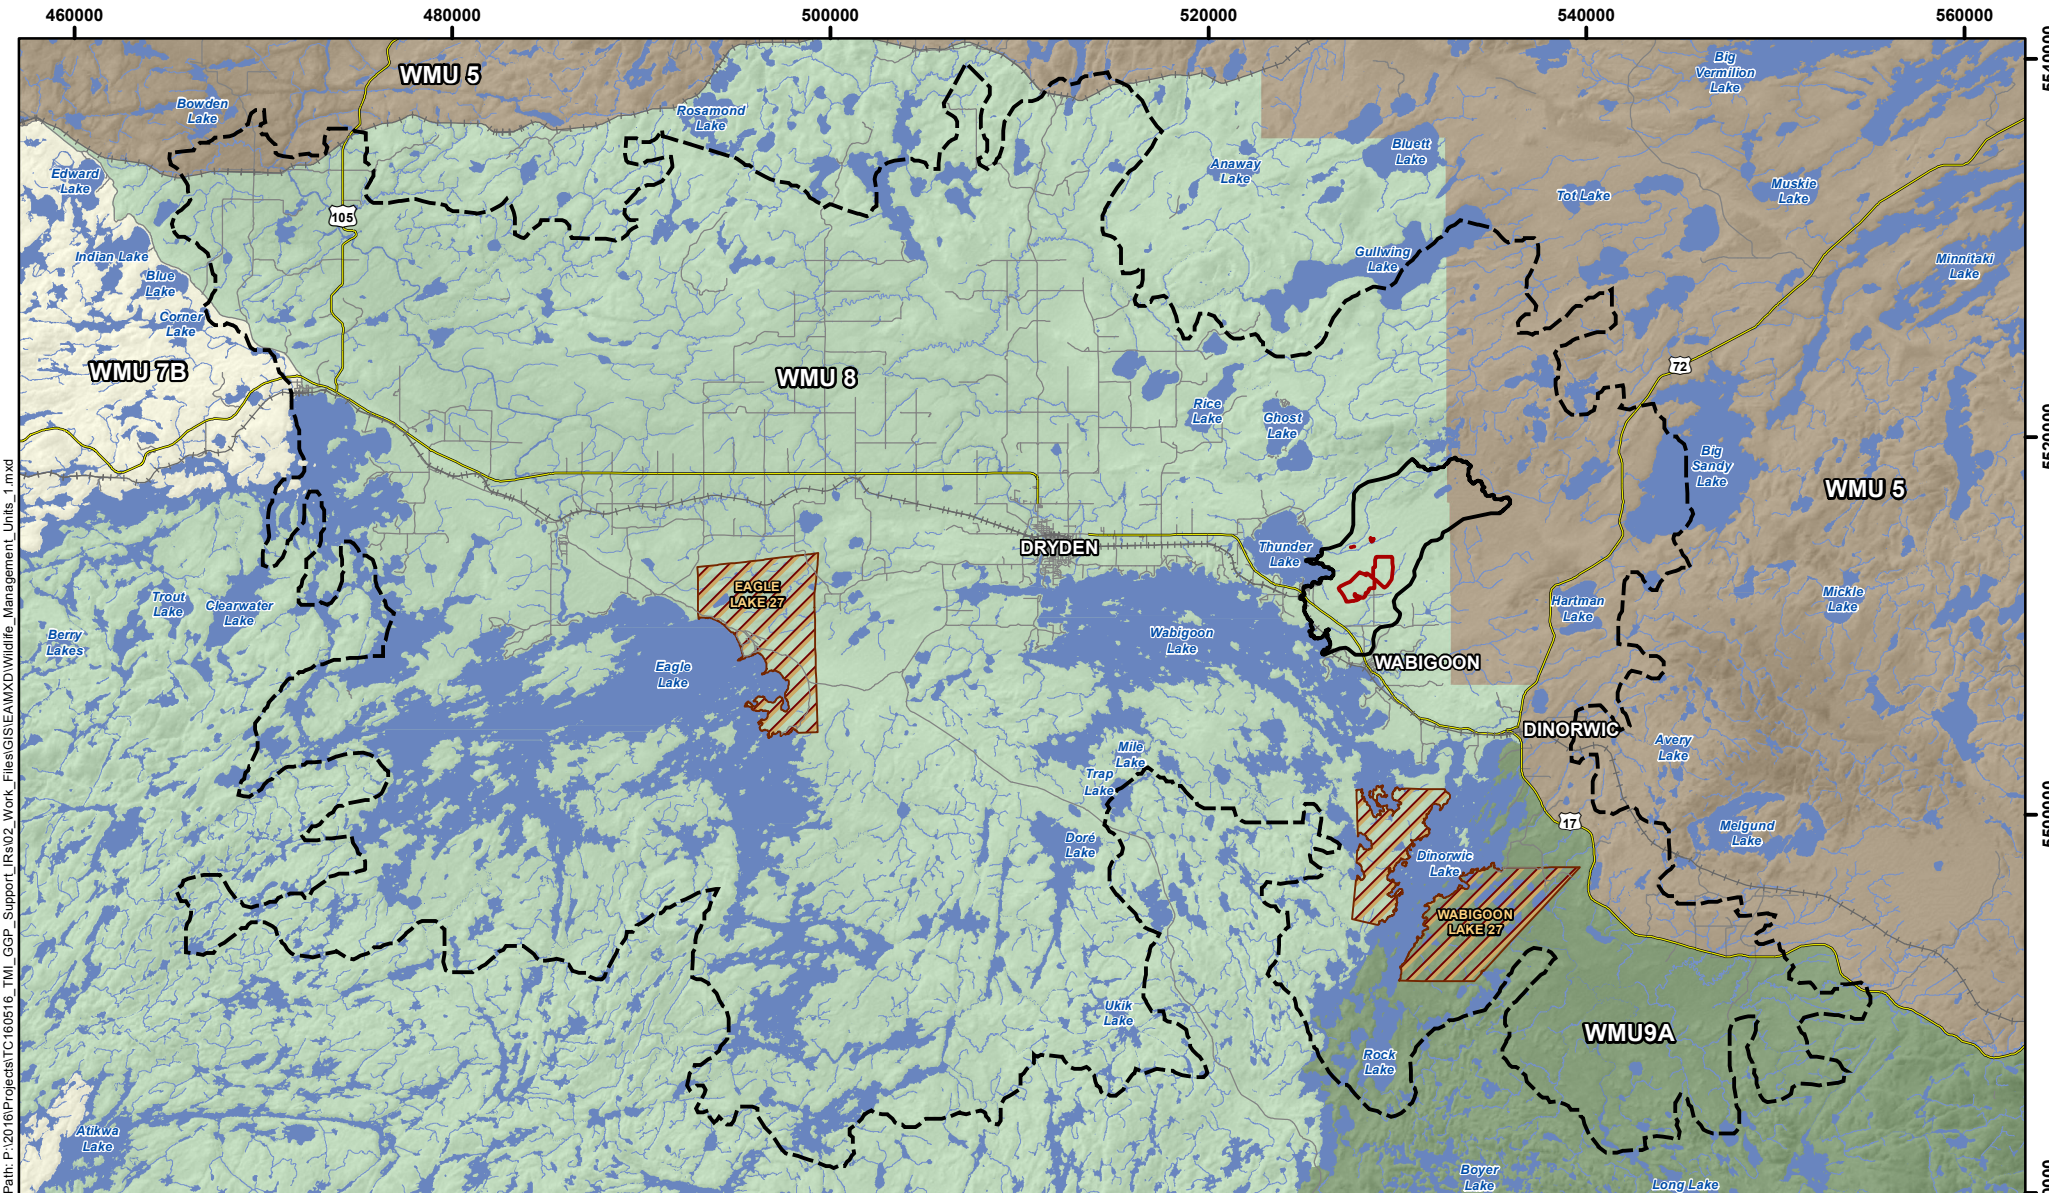 460000
480000
500000
520000
540000
560000
5540000
WMU 5
Big
Vermilion
Lake
Bowden
Lake
Rosamond
Lake
Bluett
Lake
Anaway
Lake
Edward
Lake
Tot Lake
Muskie
Lake
105
Indian Lake
Blue
Lake
Gullwing
Lake
Minnitaki
Lake
Corner
Lake
WMU 7B
WMU 8
72
Rice
Lake
Ghost
Lake
5520000
Big
Sandy
Lake
WMU 5
DRYDEN
Thunder
Lake
EAGLE
LAKE 27
Trout
Lake
Clearwater
Lake
Hartman
Lake
Mickle
Lake
Berry
Lakes
Wabigoon
Lake
Eagle
Lake
WABIGOON
DINORWIC
Mile
Lake
Avery
Lake
Trap
Lake
17
5500000
Doré
Lake
Melgund
Lake
Dinorwic
Lake
WABIGOON
LAKE 27
Ukik
Lake
WMU9A
Rock
Lake
Atikwa
Lake
Boyer
Lake
Long Lake
Path: P:\2016\Projects\TC160516_TMI_GGP_Support_IRs\02_Work_Files\GIS\EA\MXD\Wildlife_Management_Units_1.mxd